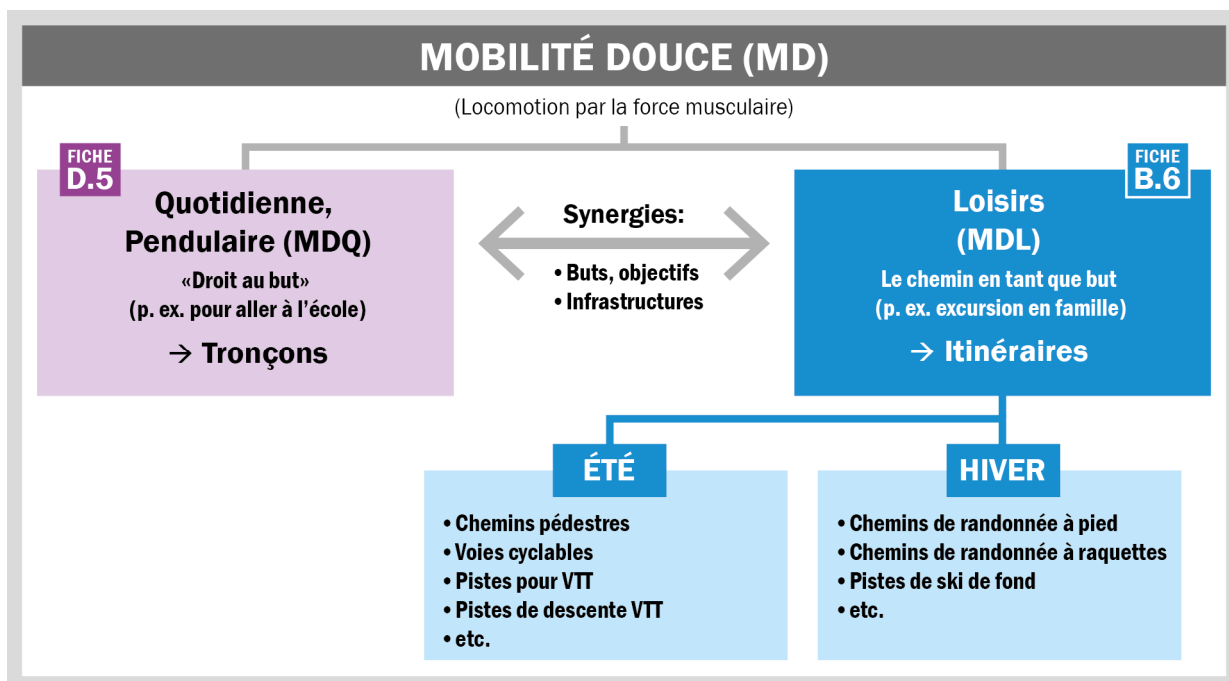 MOBILITÉ DOUCE (MD)
(Locomotion par la force musculaire)
FICHE
D.5
Quotidienne,
Pendulaire (MDQ)
«Droit au but»
(p. ex. pour aller à l’école)
→ Tronçons
Synergies:
• Buts, objectifs
• Infrastructures
FICHE
B.6
Loisirs
(MDL)
Le chemin en tant que but
(p. ex. excursion en famille)
→ Itinéraires
ÉTÉ
• Chemins pédestres
• Voies cyclables
• Pistes pour VTT
• Pistes de descente VTT
• etc.
HIVER
• Chemins de randonnée à pied
• Chemins de randonnée à raquettes
• Pistes de ski de fond
• etc.